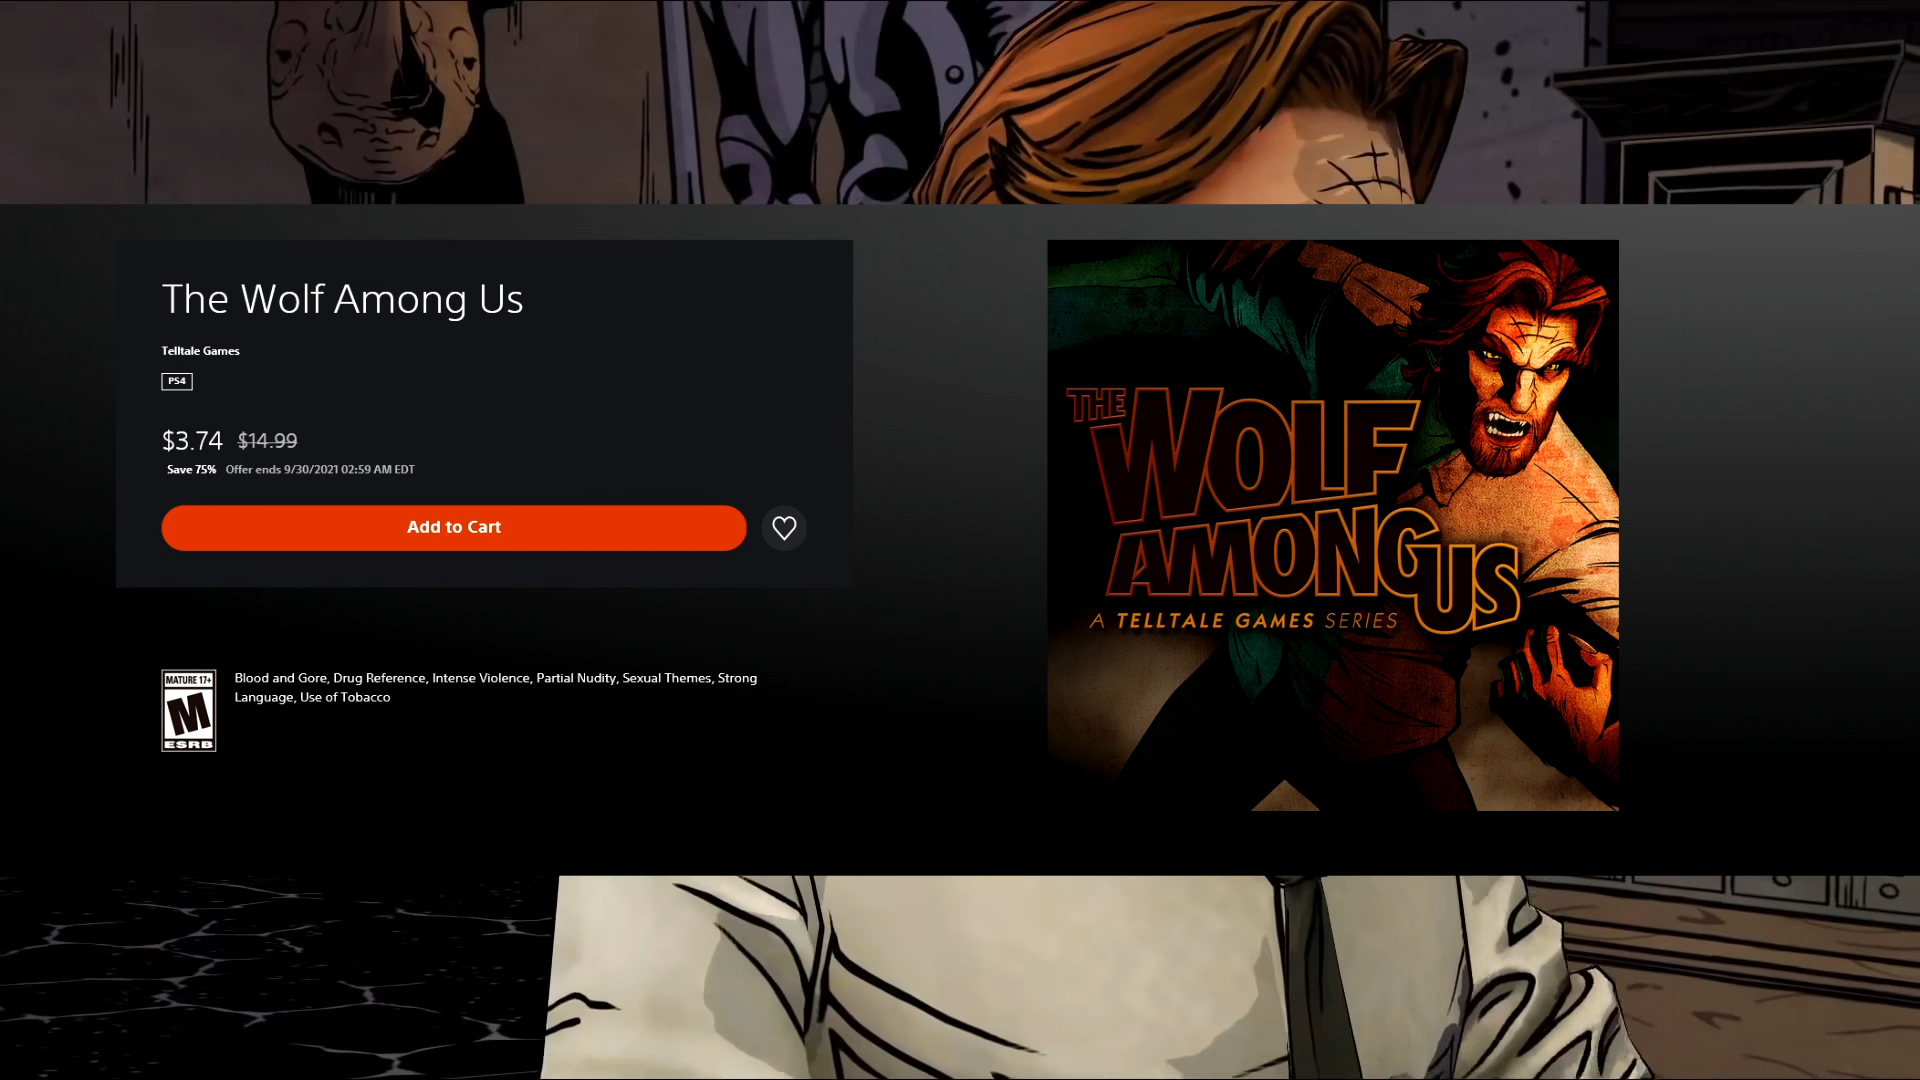 The Wolf Among Us
Telltale Games
PS4
$3.74 $14.99
Save 75% Offer ends 9/30/2021 02:59 AM EDT
Add to Cart
MATURE 17+
M
ESRB
Blood and Gore, Drug Reference, Intense Violence, Partial Nudity, Sexual Themes, Strong
Language, Use of Tobacco
THE WOLF
AMONG US
A TELLTALE GAMES SERIES